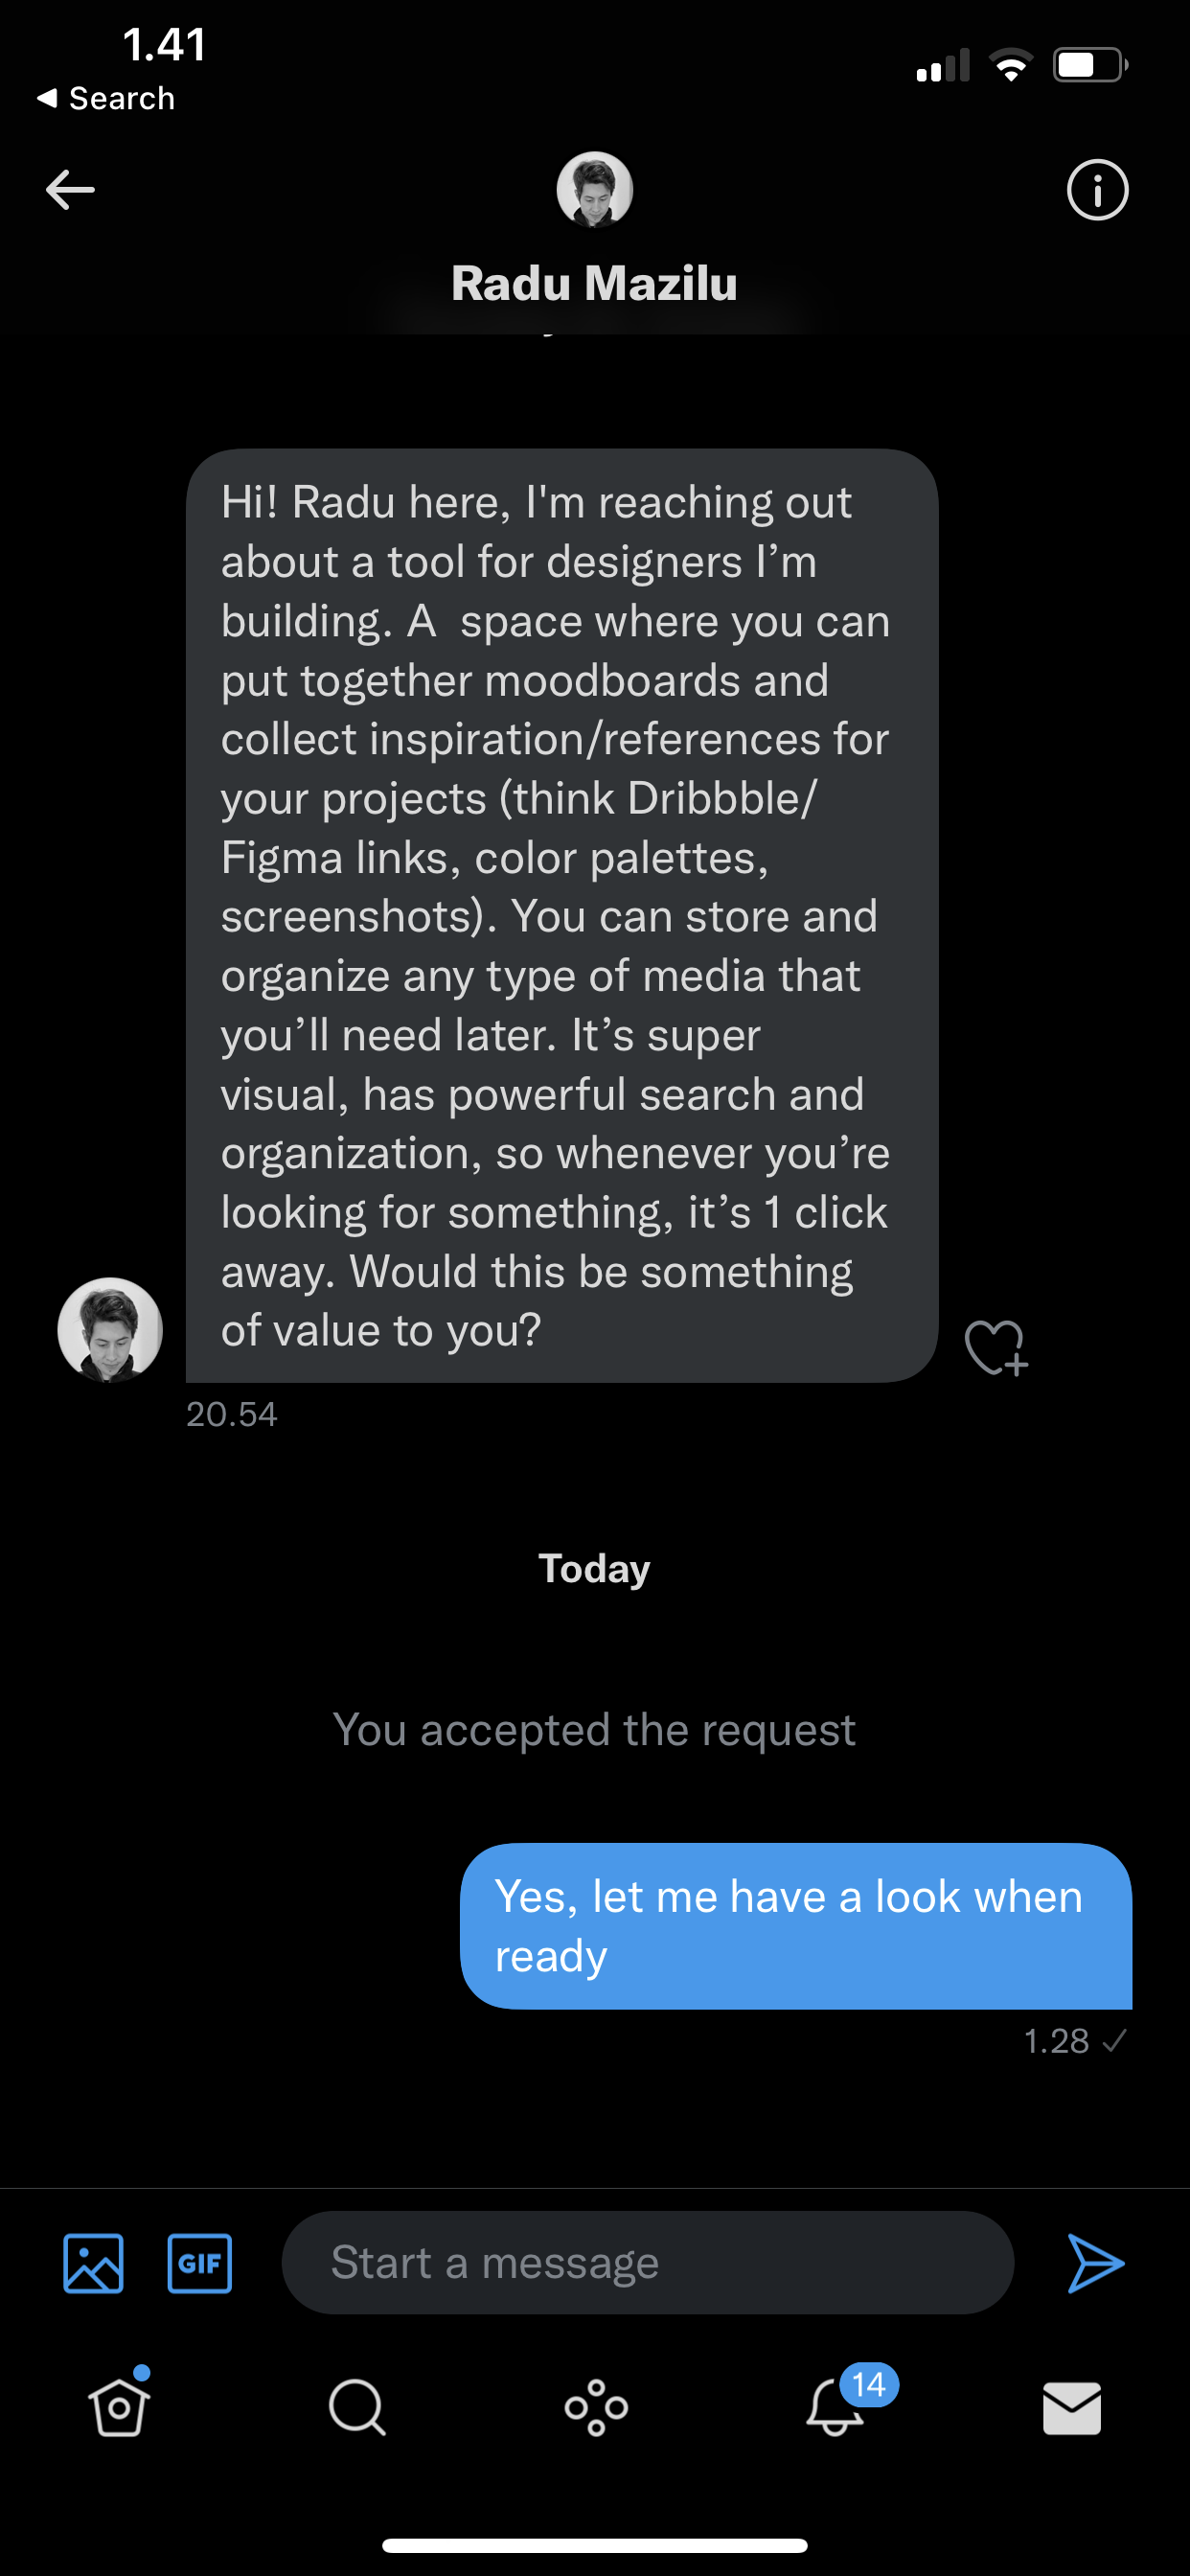 1.41
Search
Radu Mazilu
Hi! Radu here, I'm reaching out
about a tool for designers I’m
building. A  space where you can
put together moodboards and
collect inspiration/references for
your projects (think Dribbble/
Figma links, color palettes,
screenshots). You can store and
organize any type of media that
you’ll need later. It’s super
visual, has powerful search and
organization, so whenever you’re
looking for something, it’s 1 click
away. Would this be something
of value to you?
20.54
Today
You accepted the request
Yes, let me have a look when
ready
1.28
GIF
Start a message
14